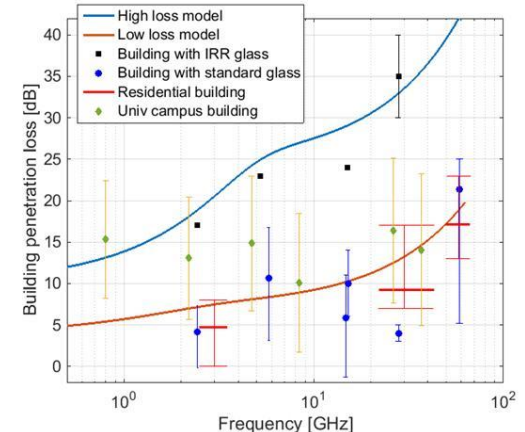 High loss model
Low loss model
Building with IRR glass
Building with standard glass
Residential building
Univ campus building
Building penetration loss [dB]
40
35
30
25
20
15
10
5
0
10^0
10^1
10^2
Frequency [GHz]